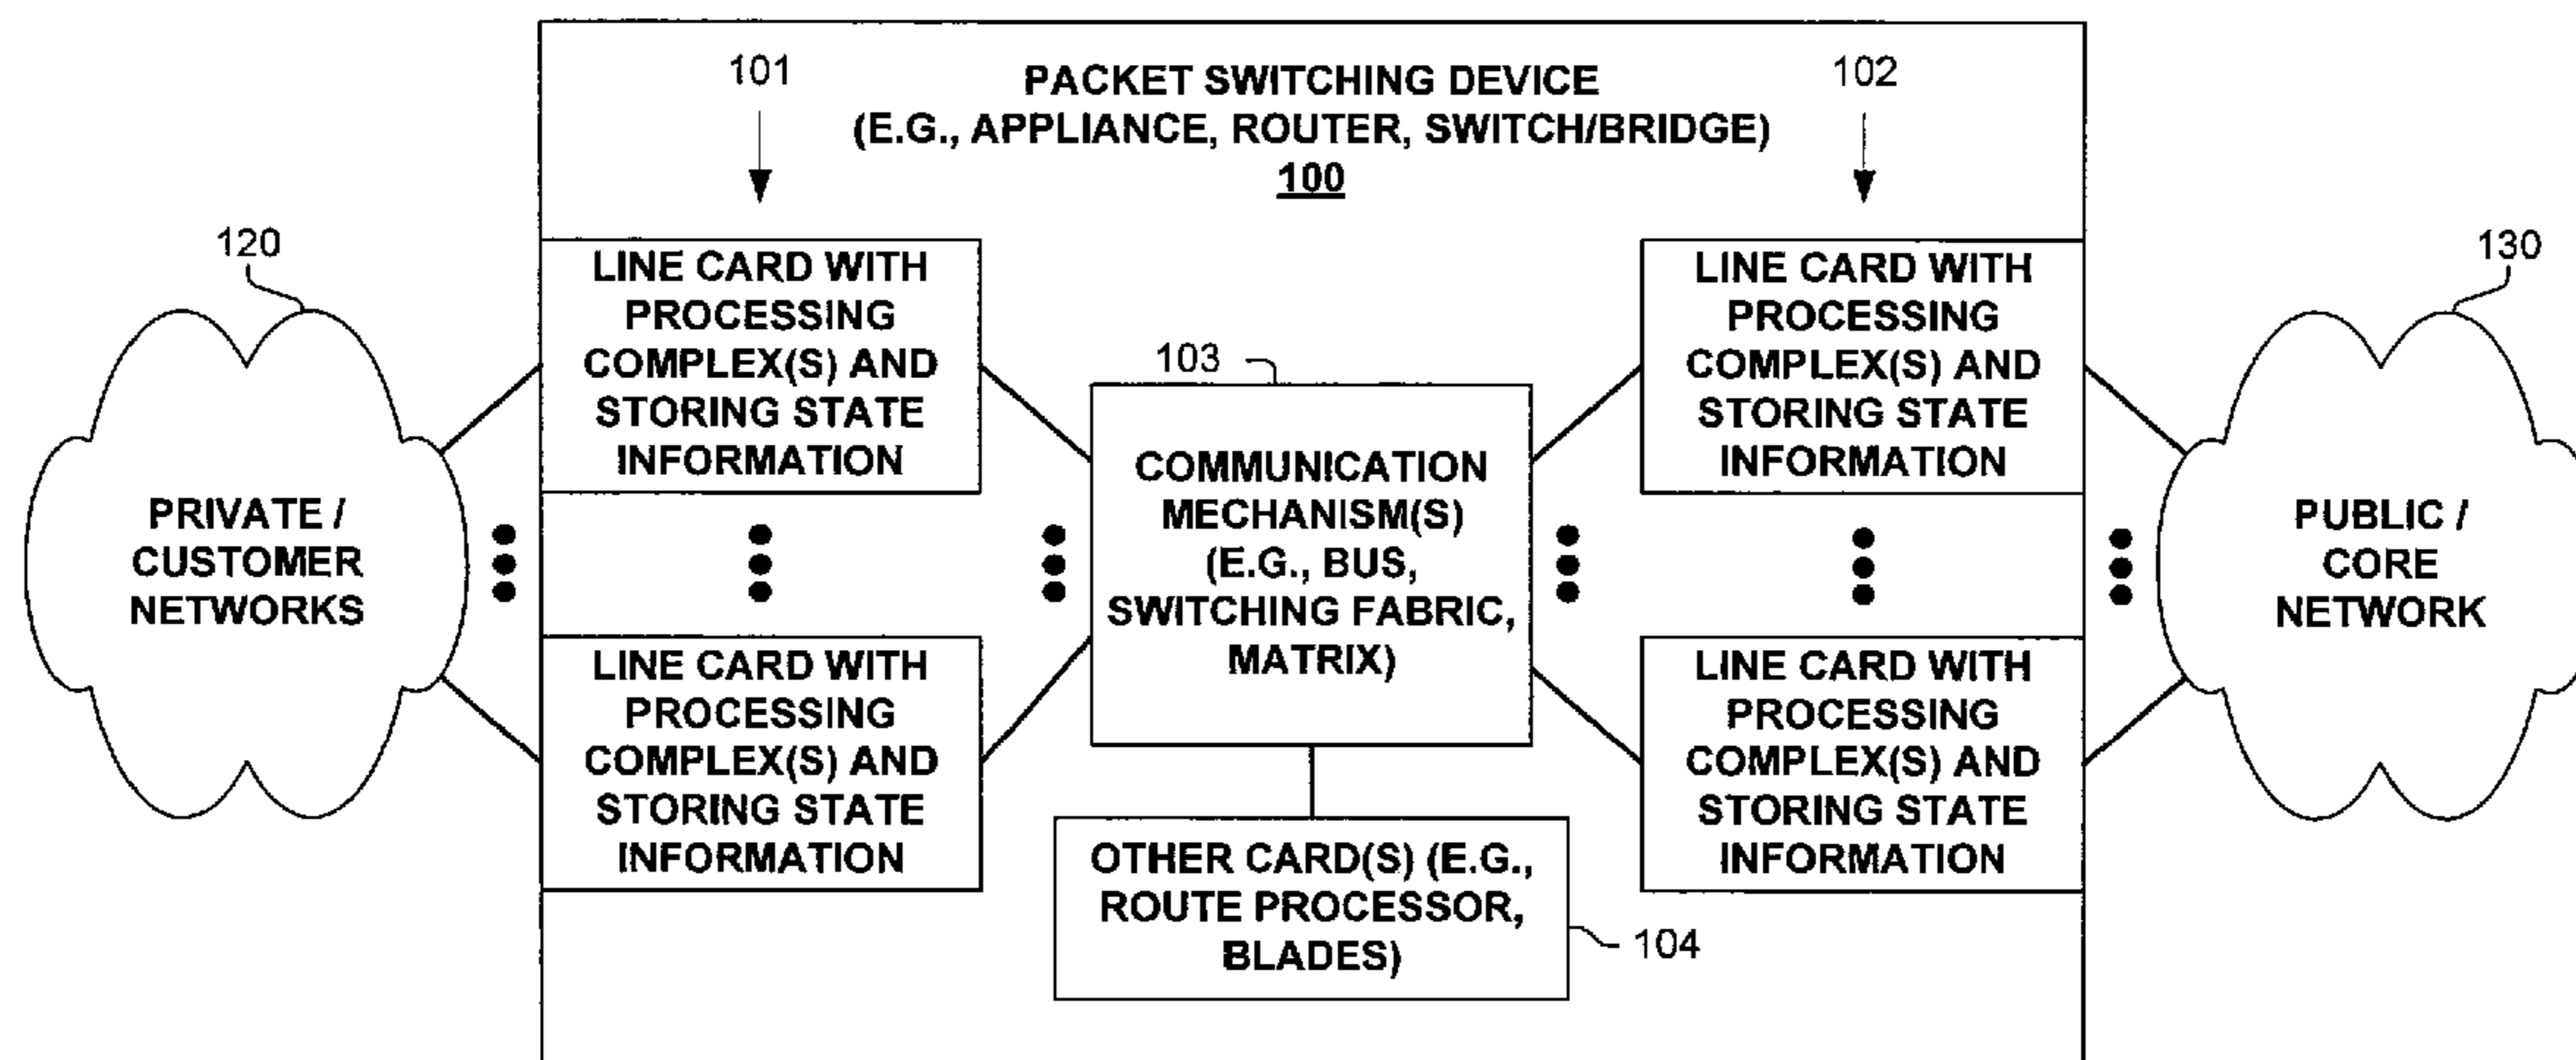 101
PACKET SWITCHING DEVICE
(E.G., APPLIANCE, ROUTER, SWITCH/BRIDGE)
100
102
120
LINE CARD WITH
PROCESSING
COMPLEX(S) AND
STORING STATE
INFORMATION
LINE CARD WITH
PROCESSING
COMPLEX(S) AND
STORING STATE
INFORMATION
130
103
PRIVATE /
CUSTOMER
NETWORKS
COMMUNICATION
MECHANISM(S)
(E.G., BUS,
SWITCHING FABRIC,
MATRIX)
PUBLIC /
CORE
NETWORK
LINE CARD WITH
PROCESSING
COMPLEX(S) AND
STORING STATE
INFORMATION
LINE CARD WITH
PROCESSING
COMPLEX(S) AND
STORING STATE
INFORMATION
OTHER CARD(S) (E.G.,
ROUTE PROCESSOR,
BLADES)
104